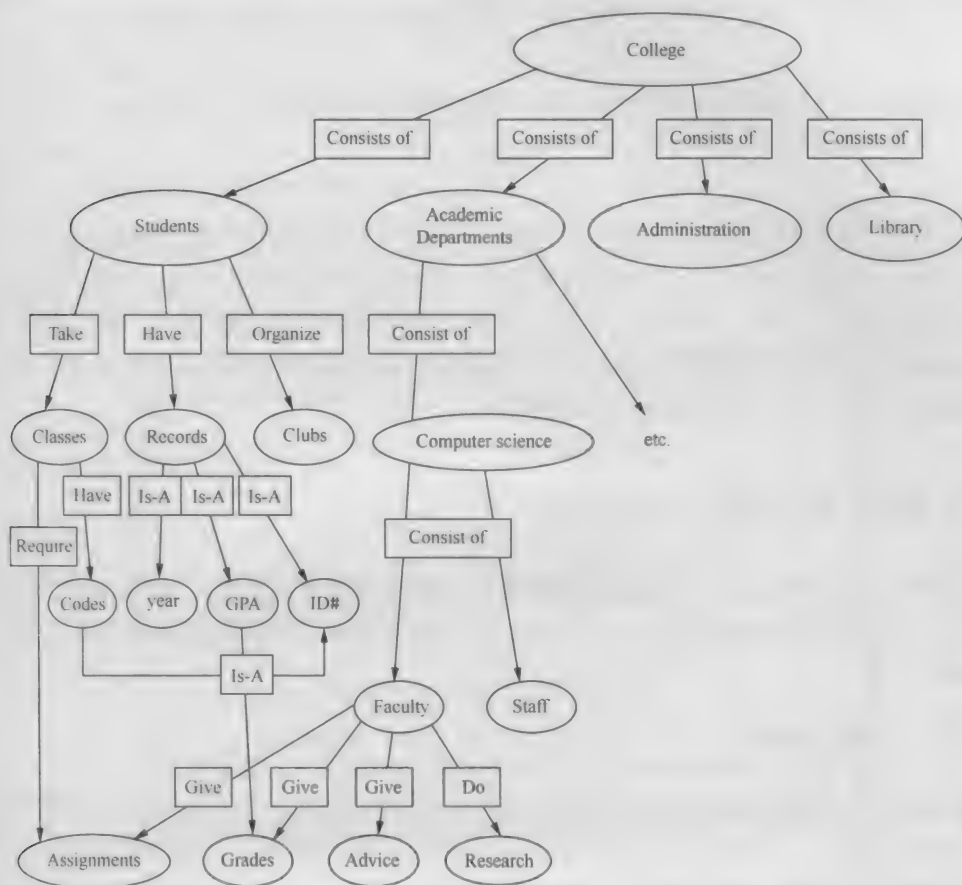 College
Consists of
Consists of
Consists of
Consists of
Students
Academic
Departments
Administration
Library
Take
Have
Organize
Consist of
Classes
Records
Clubs
Computer science
etc.
Have
Is-A
Is-A
Is-A
Require
Consist of
Codes
year
GPA
ID#
Is-A
Faculty
Staff
Give
Give
Give
Do
Assignments
Grades
Advice
Research